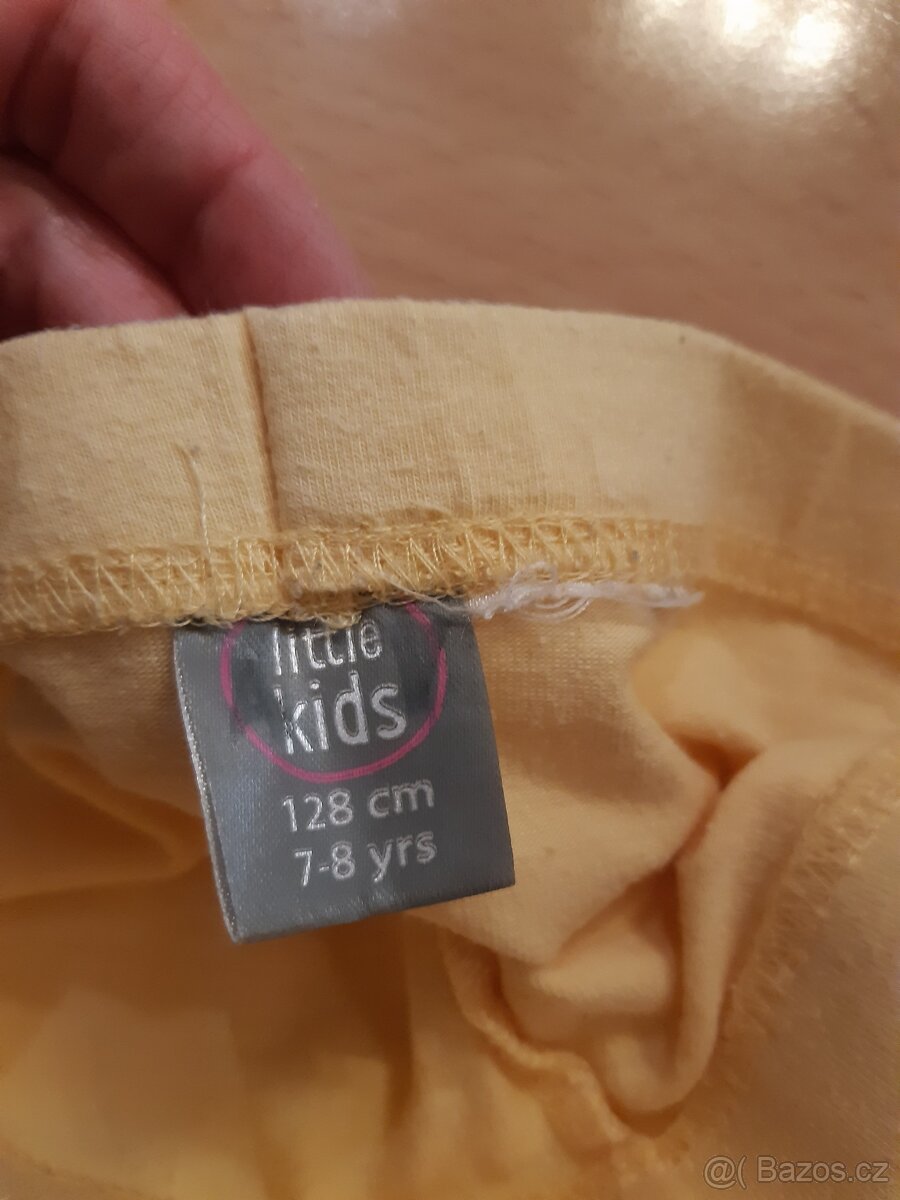 little
kids
128 cm
7-8 yrs
@( Bazos.cz